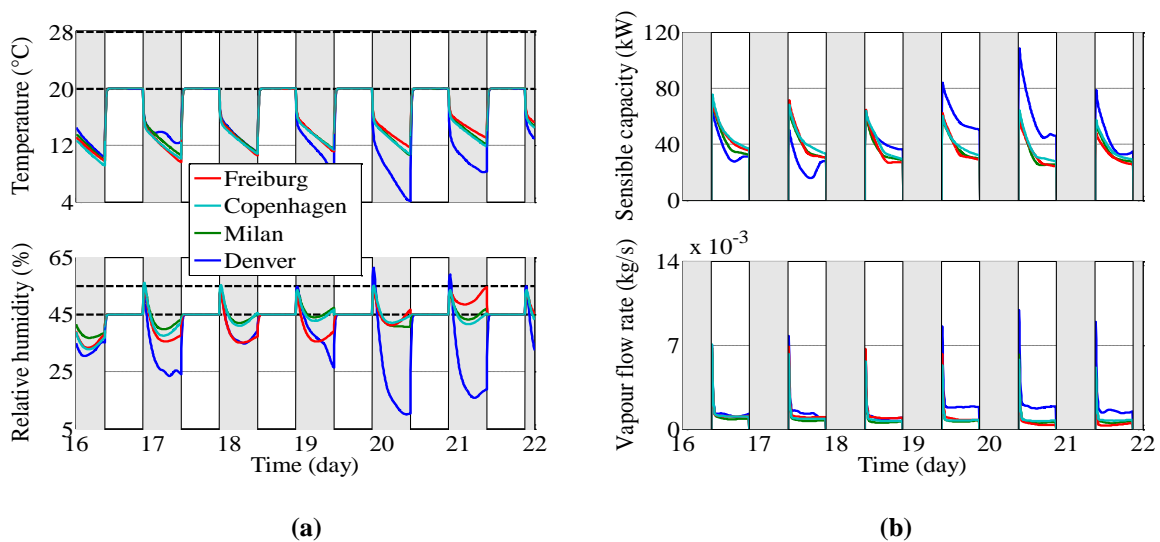 Temperature (°C)
28
20
12
4
Freiburg
Copenhagen
Milan
Denver
Relative humidity (%)
65
45
25
5
16 17 18 19 20 21 22
Time (day)
(a)
Sensible capacity (kW)
120
80
40
0
x 10⁻³
Vapour flow rate (kg/s)
14
7
0
16 17 18 19 20 21 22
Time (day)
(b)